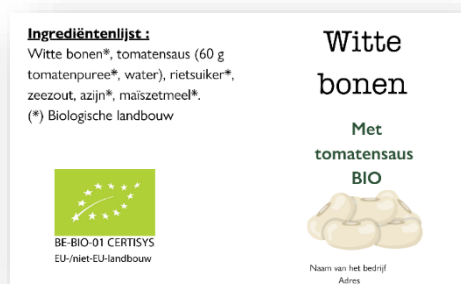 Ingrediëntenlijst :
Witte bonen*, tomatensaus (60 g
tomatenpuree*, water), rietsuiker*,
zeezout, azijn*, maïszetmeel*.
(*) Biologische landbouw
BE-BIO-01 CERTISYS
EU-/niet-EU-landbouw
Witte
bonen
Met
tomatensaus
BIO
Naam van het bedrijf
Adres